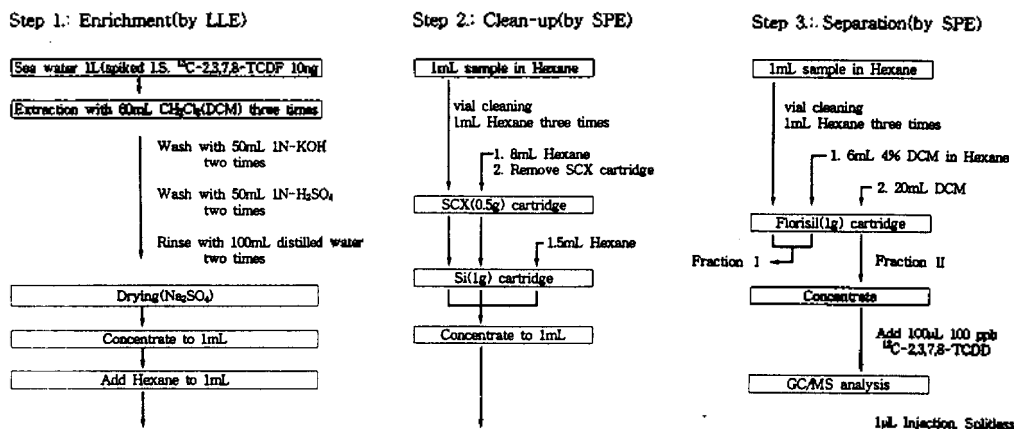 Step 1.: Enrichment(by LLE)
Sea water 1L(spiked I.S. ¹³C-2,3,7,8-TCDF 10ng
Extraction with 60mL CH₂Cl₂(DCM) three times
Wash with 50mL 1N-KOH
two times
Wash with 50mL 1N-H₂SO₄
two times
Rinse with 100mL distilled water
two times
Drying(Na₂SO₄)
Concentrate to 1mL
Add Hexane to 1mL
Step 2.: Clean-up(by SPE)
1mL sample in Hexane
vial cleaning
1mL Hexane three times
1. 8mL Hexane
2. Remove SCX cartridge
SCX(0.5g) cartridge
1.5mL Hexane
Si(1g) cartridge
Concentrate to 1mL
Step 3.: Separation(by SPE)
1mL sample in Hexane
vial cleaning
1mL Hexane three times
1. 6mL 4% DCM in Hexane
2. 20mL DCM
Florisil(1g) cartridge
Fraction I
Fraction II
Concentrate
Add 100μL 100 ppb
¹³C-2,3,7,8-TCDD
GC/MS analysis
1μL Injection, Splitless